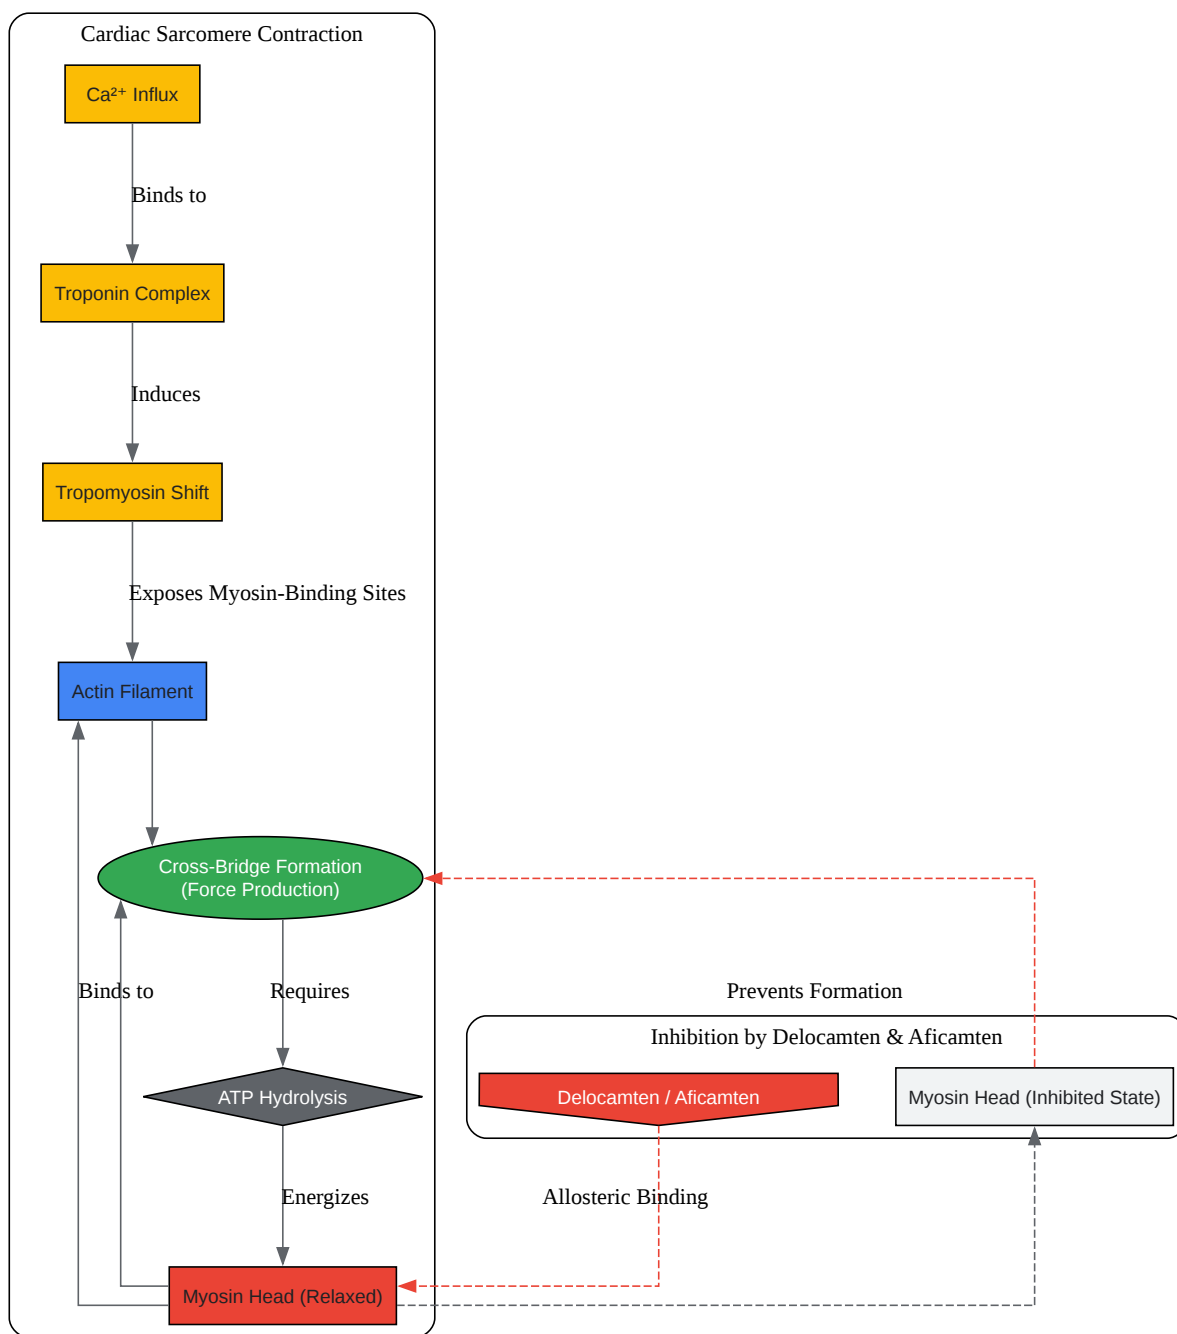 Cardiac Sarcomere Contraction
Ca²⁺ Influx
Binds to
Troponin Complex
Induces
Tropomyosin Shift
Exposes Myosin-Binding Sites
Actin Filament
Cross-Bridge Formation
(Force Production)
Binds to
Requires
Prevents Formation
Inhibition by Delocamten & Aficamten
ATP Hydrolysis
Delocamten / Aficamten
Myosin Head (Inhibited State)
Energizes
Allosteric Binding
Myosin Head (Relaxed)